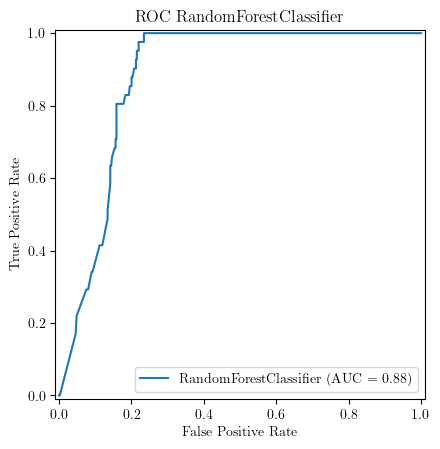 ROC RandomForestClassifier
1.0
0.8
0.6
0.4
0.2
0.0
True Positive Rate
RandomForestClassifier (AUC = 0.88)
0.0 0.2 0.4 0.6 0.8 1.0
False Positive Rate